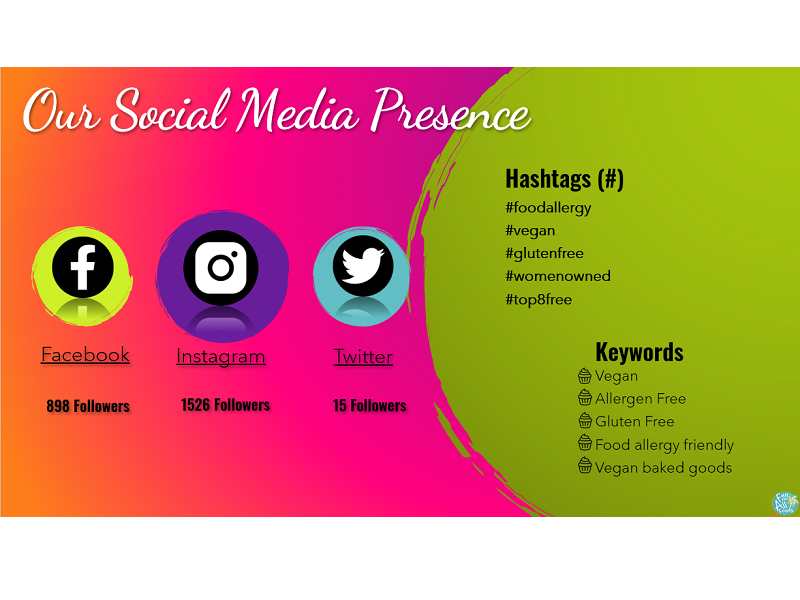 Our Social Media Presence
Facebook
898 Followers
Instagram
1526 Followers
Twitter
15 Followers
Hashtags (#)
#foodallergy
#vegan
#glutenfree
#womenowned
#top8free
Keywords
Vegan
Allergen Free
Gluten Free
Food allergy friendly
Vegan baked goods